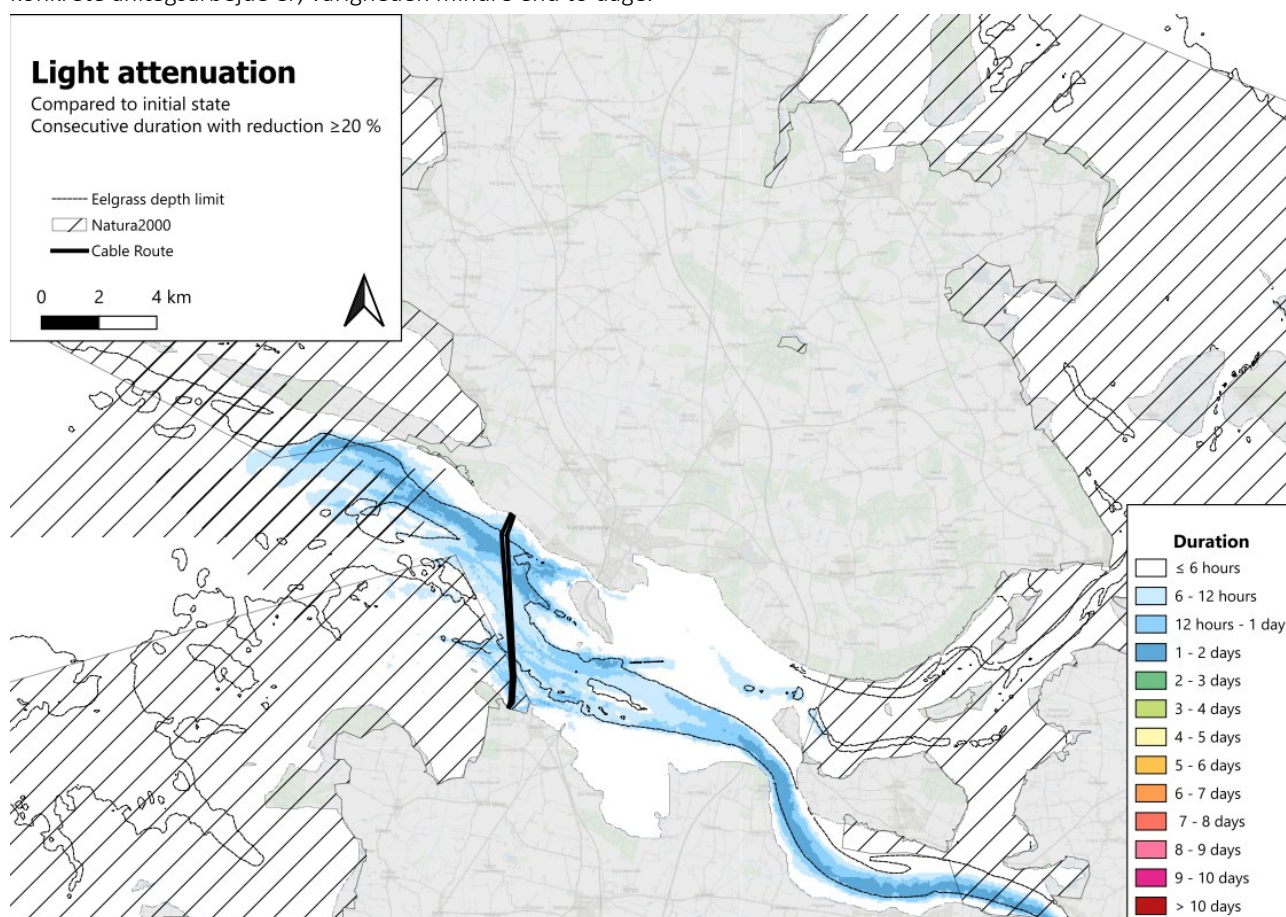 Light attenuation
Compared to initial state
Consecutive duration with reduction ≥20 %
Eelgrass depth limit
Natura2000
Cable Route
0 2 4 km
Vordingborg
Duration
≤ 6 hours
6 - 12 hours
12 hours - 1 day
1 - 2 days
2 - 3 days
3 - 4 days
4 - 5 days
5 - 6 days
6 - 7 days
7 - 8 days
8 - 9 days
9 - 10 days
> 10 days